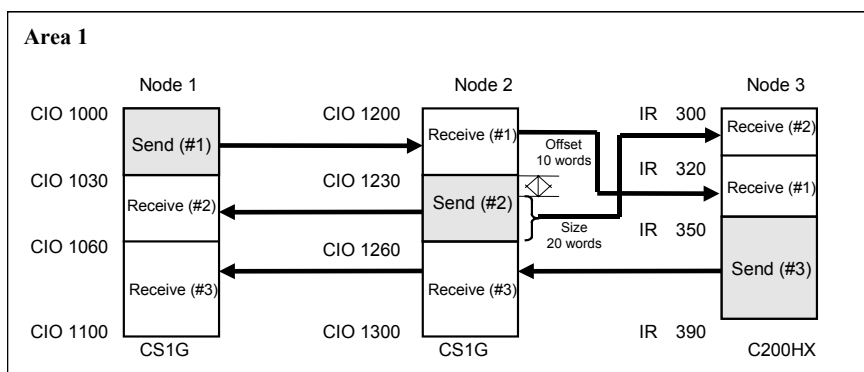 Area 1
Node 1 Node 2 Node 3
CIO 1000 CIO 1200 IR 300
Send (#1) Receive (#1) Receive (#2)
Offset
10 words
IR 320
Receive (#1)
CIO 1030 CIO 1230
Receive (#2) Send (#2)
Size
20 words
IR 350
CIO 1060 CIO 1260
Receive (#3) Receive (#3) Send (#3)
CIO 1100 CIO 1300 IR 390
CS1G CS1G C200HX